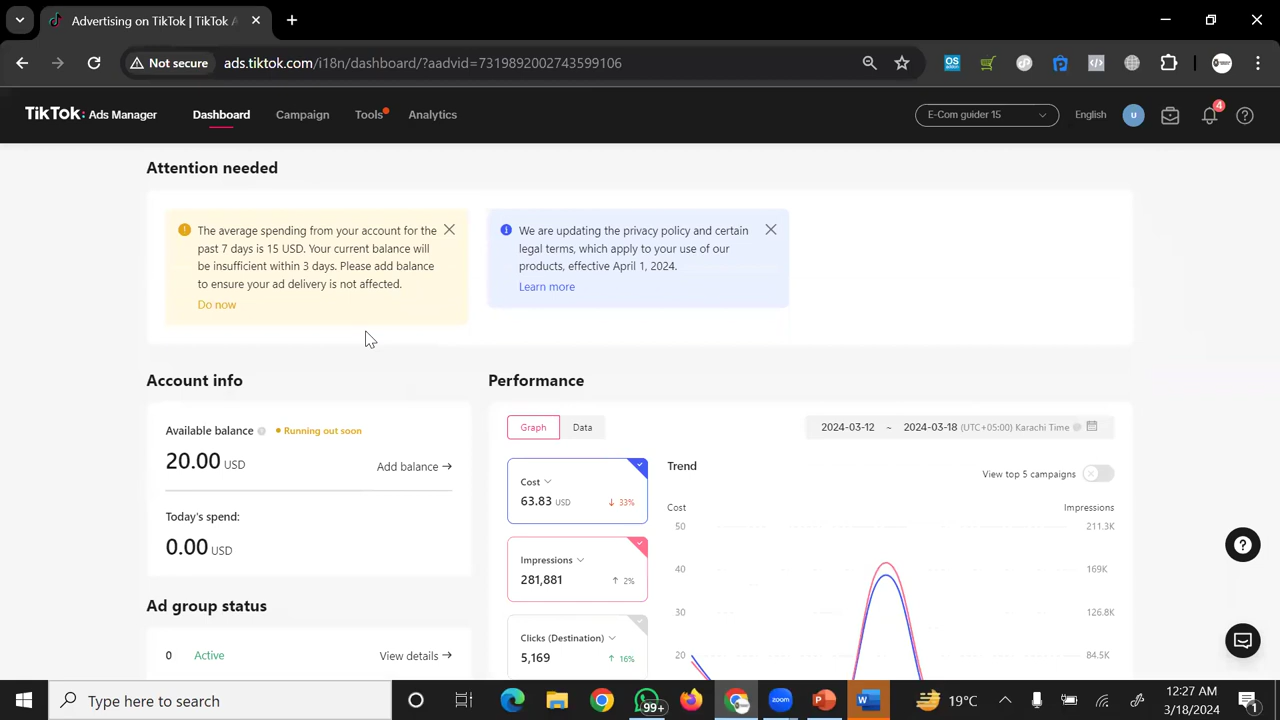 Advertising on TikTok | TikTok
Not secure
ads.tiktok.com/i18n/dashboard/?aadvid=7319892002743599106
TikTok: Ads Manager
Dashboard
Campaign
Tools
Analytics
E-Com guider 15
English
u
4
Attention needed
The average spending from your account for the
past 7 days is 15 USD. Your current balance will
be insufficient within 3 days. Please add balance
to ensure your ad delivery is not affected.
Do now
We are updating the privacy policy and certain
legal terms, which apply to your use of our
products, effective April 1, 2024.
Learn more
Account info
Available balance
Running out soon
20.00 USD
Add balance →
Today's spend:
0.00 USD
Ad group status
0 Active
View details →
Performance
Graph
Data
2024-03-12 ~ 2024-03-18 (UTC+05:00) Karachi Time
Cost
63.83 USD ↓ 33%
Impressions
281,881 ↑ 2%
Clicks (Destination)
5,169 ↑ 16%
Trend
View top 5 campaigns
Cost
Impressions
50
211.3K
40
169K
30
126.8K
20
84.5K
Type here to search
99+
19°C
12:27 AM
3/18/2024
1